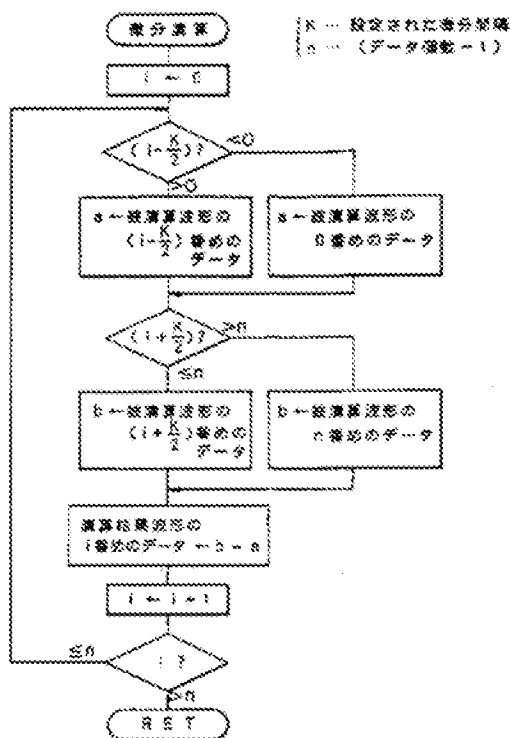 微分演算
K … 設定された微分間隔
n … (データ個数-1)
i ← 0
(i-K/2)?
≤0
>0
a←被演算波形の
(i-K/2)番めの
データ
a←被演算波形の
0番めのデータ
(i+K/2)?
>n
≤n
b←被演算波形の
(i+K/2)番めの
データ
b←被演算波形の
n番めのデータ
演算結果波形の
i番めのデータ←b-a
i ← i+1
≤n
i ?
>n
RET